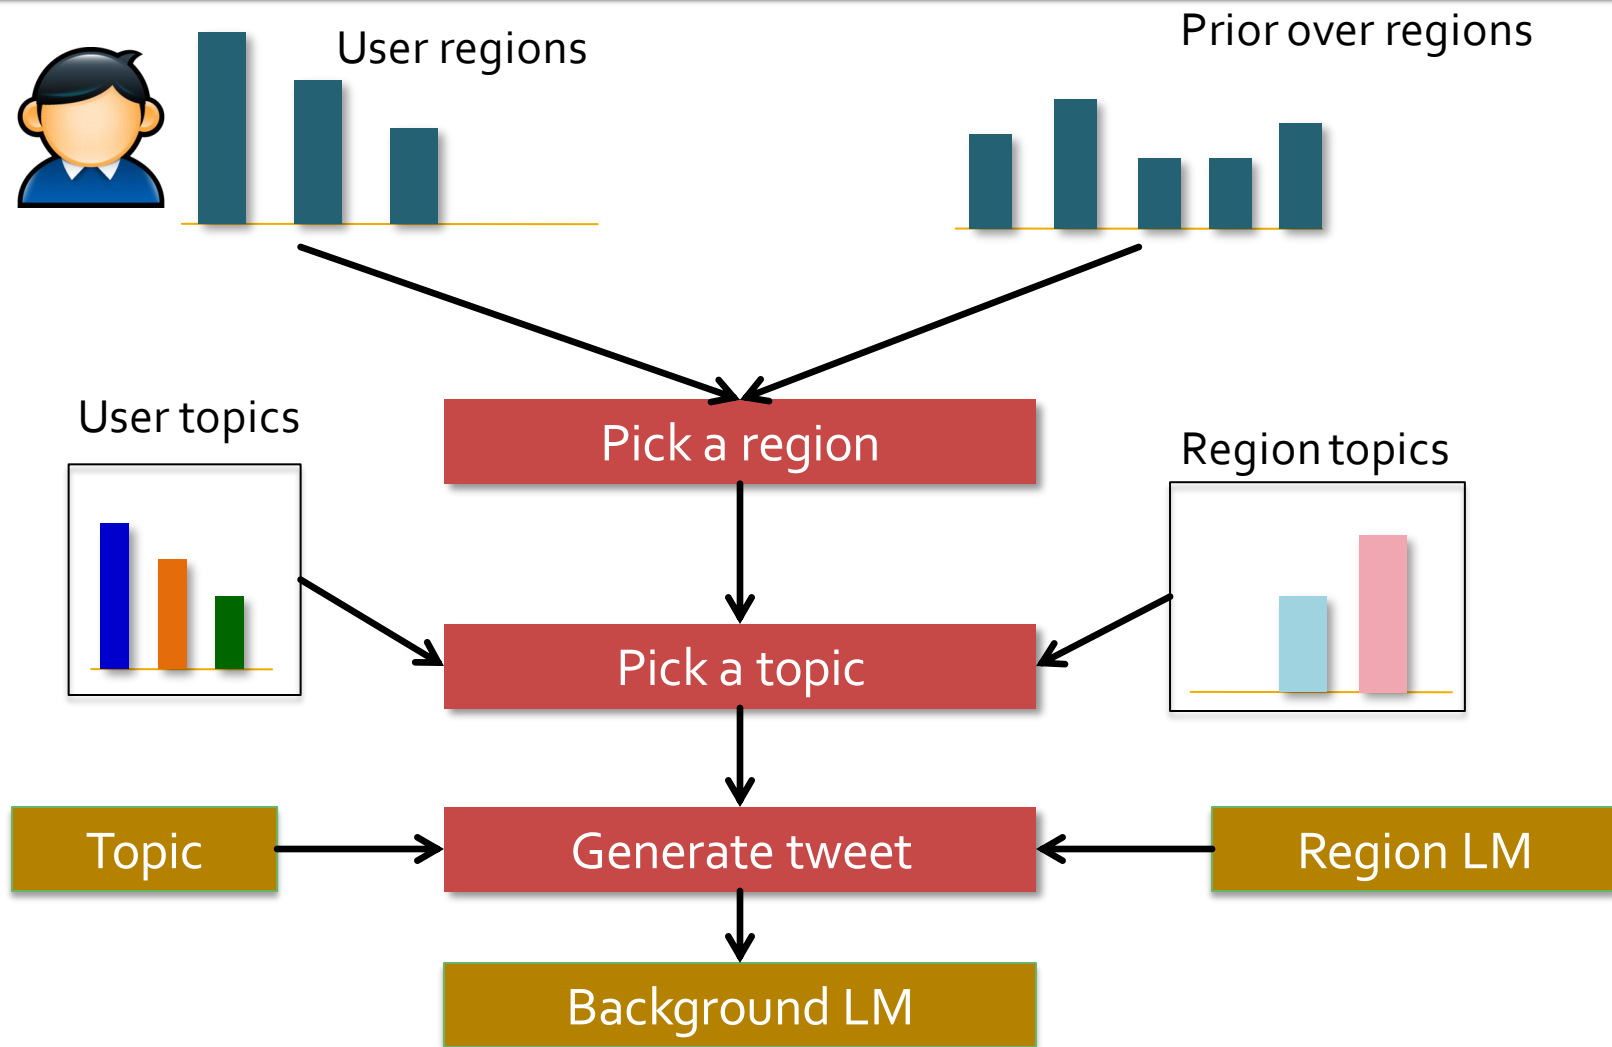 User regions
Prior over regions
Pick a region
User topics
Region topics
Pick a topic
Topic
Generate tweet
Region LM
Background LM